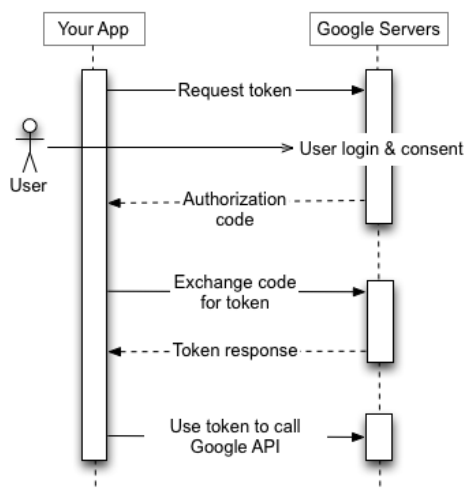 Your App
Google Servers
Request token
User login & consent
User
Authorization
code
Exchange code
for token
Token response
Use token to call
Google API